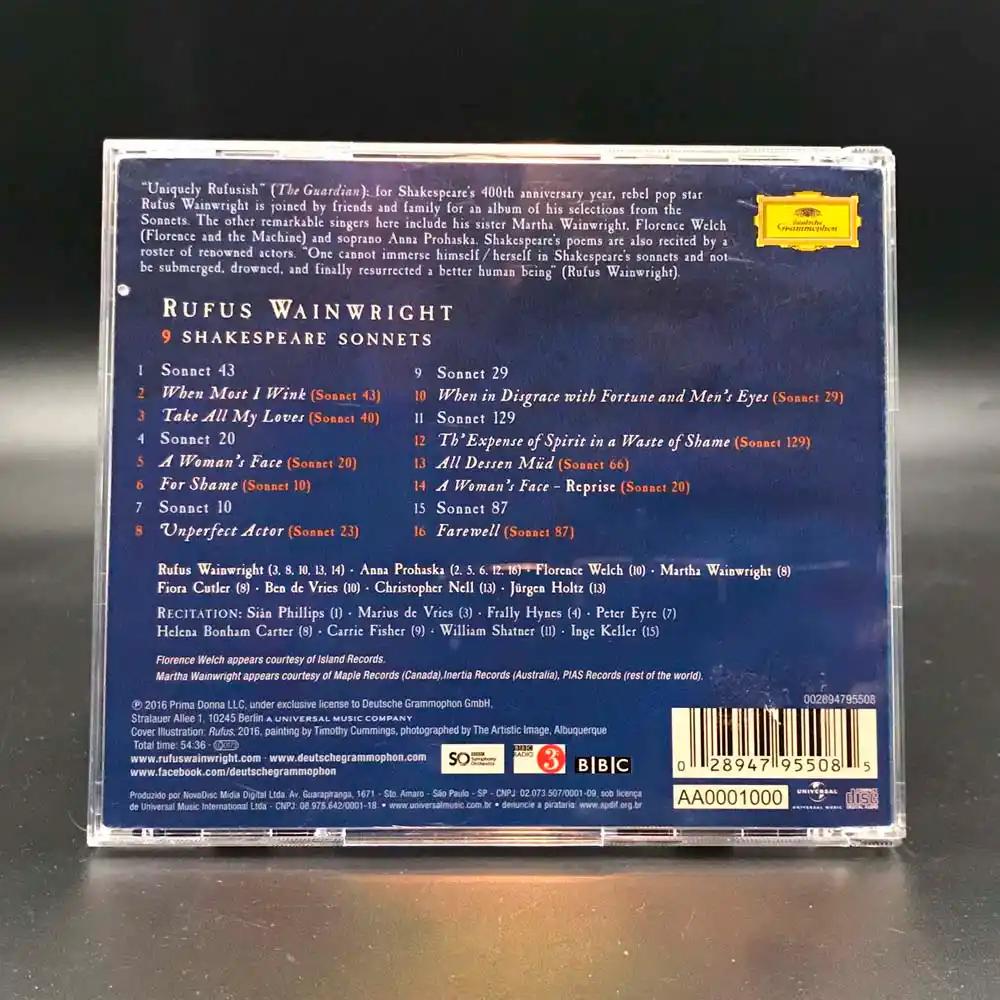 "Uniquely Rufusish" (The Guardian): for Shakespeare's 400th anniversary year, rebel pop star
Rufus Wainwright is joined by friends and family for an album of his selections from the
Sonnets. The other remarkable singers here include his sister Martha Wainwright, Florence Welch
(Florence and the Machine) and soprano Anna Prohaska. Shakespeare's poems are also recited by a
roster of renowned actors. "One cannot immerse himself/herself in Shakespeare's sonnets and not
be submerged, drowned, and finally resurrected a better human being" (Rufus Wainwright).
Deutsche
Grammophon
RUFUS WAINWRIGHT
9 SHAKESPEARE SONNETS
1 Sonnet 43
2 When Most I Wink (Sonnet 43)
3 Take All My Loves (Sonnet 40)
4 Sonnet 20
5 A Woman's Face (Sonnet 20)
6 For Shame (Sonnet 10)
7 Sonnet 10
8 Unperfect Actor (Sonnet 23)
9 Sonnet 29
10 When in Disgrace with Fortune and Men's Eyes (Sonnet 29)
11 Sonnet 129
12 Th'Expense of Spirit in a Waste of Shame (Sonnet 129)
13 All Dessen Müd (Sonnet 66)
14 A Woman's Face – Reprise (Sonnet 20)
15 Sonnet 87
16 Farewell (Sonnet 87)
Rufus Wainwright (3, 8, 10, 13, 14) · Anna Prohaska (2, 5, 6, 12, 16) · Florence Welch (10) · Martha Wainwright (8)
Fiora Cutler (8) · Ben de Vries (10) · Christopher Nell (13) · Jürgen Holtz (13)
RECITATION: Siân Phillips (1) · Marius de Vries (3) · Frally Hynes (4) · Peter Eyre (7)
Helena Bonham Carter (8) · Carrie Fisher (9) · William Shatner (11) · Inge Keller (15)
Florence Welch appears courtesy of Island Records.
Martha Wainwright appears courtesy of Maple Records (Canada),Inertia Records (Australia), PIAS Records (rest of the world).
℗ 2016 Prima Donna LLC, under exclusive license to Deutsche Grammophon GmbH,
Stralauer Allee 1, 10245 Berlin A UNIVERSAL MUSIC COMPANY
Cover Illustration: Rufus, 2016, painting by Timothy Cummings, photographed by The Artistic Image, Albuquerque
Total time: 54:36 ·
www.rufuswainwright.com · www.deutschegrammophon.com
www.facebook.com/deutschegrammophon
SO BBC Symphony Orchestra
BBC RADIO 3
BBC
002894795508
0 28947 95508 5
AA0001000
UNIVERSAL
UNIVERSAL MUSIC
COMPACT
disc
DIGITAL AUDIO
Produzido por NovoDisc Mídia Digital Ltda. Av. Guarapiranga, 1671 - Sto. Amaro - São Paulo - SP - CNPJ 02.073.507/0001-09, sob licença
de Universal Music International Ltda - CNPJ: 08.975.642/0001-18 · www.universalmusic.com.br · denuncie a pirataria: www.apdif.org.br